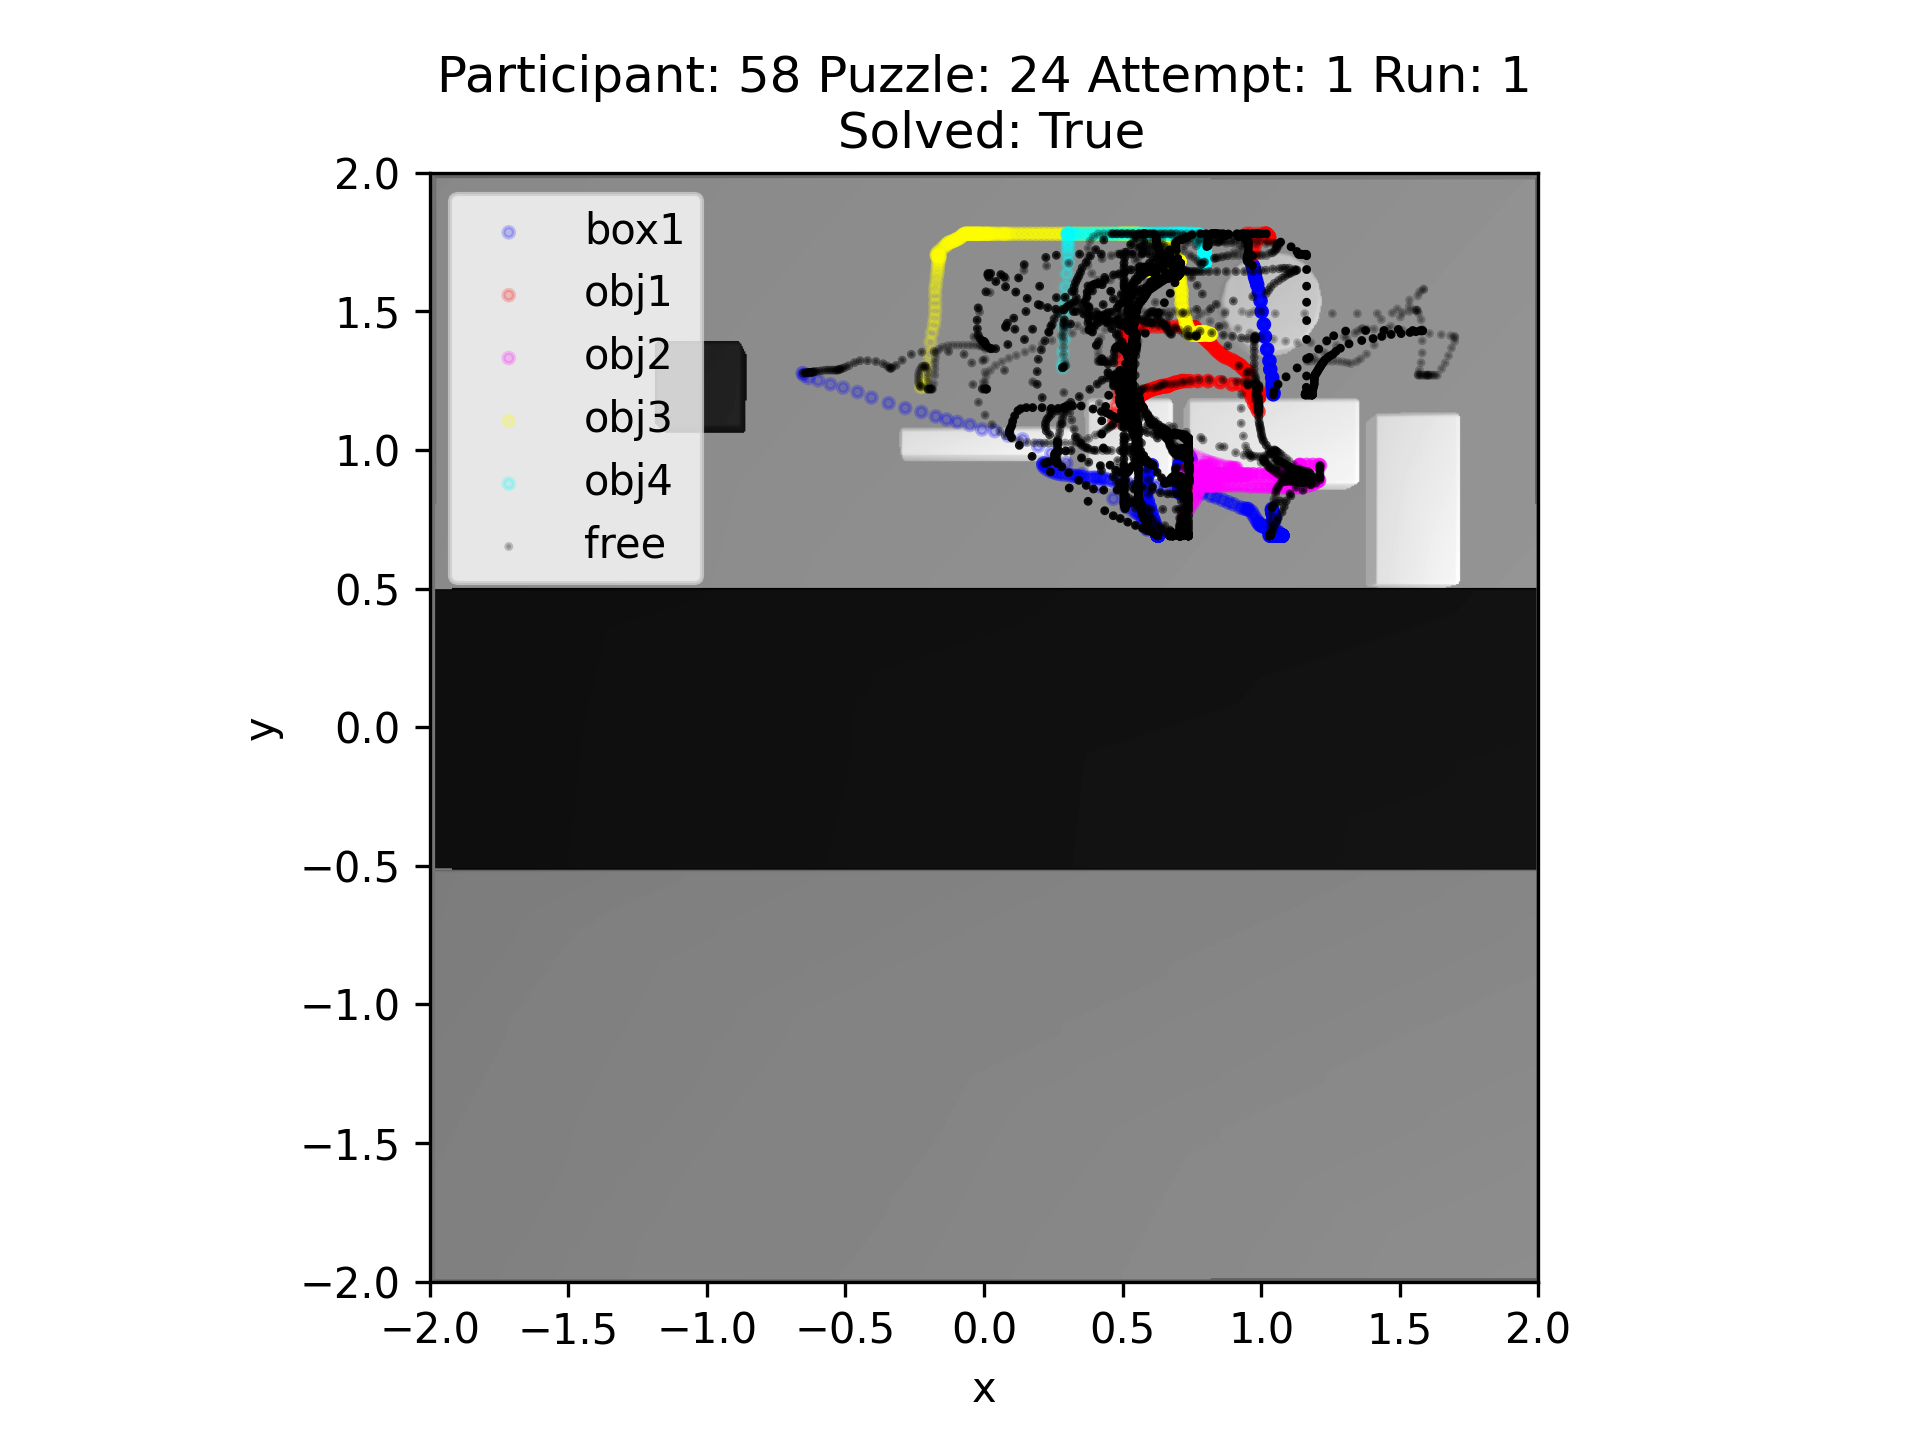 Participant: 58 Puzzle: 24 Attempt: 1 Run: 1
Solved: True
2.0
1.5
1.0
0.5
0.0
−0.5
−1.0
−1.5
−2.0
y
box1
obj1
obj2
obj3
obj4
free
−2.0 −1.5 −1.0 −0.5 0.0 0.5 1.0 1.5 2.0
x